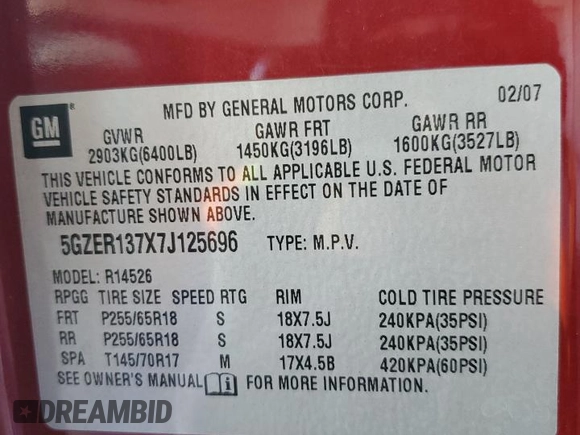 GM ®
MFD BY GENERAL MOTORS CORP. 02/07
GVWR GAWR FRT GAWR RR
2903KG(6400LB) 1450KG(3196LB) 1600KG(3527LB)
THIS VEHICLE CONFORMS TO ALL APPLICABLE U.S. FEDERAL MOTOR
VEHICLE SAFETY STANDARDS IN EFFECT ON THE DATE OF
MANUFACTURE SHOWN ABOVE.
5GZER137X7J125696 TYPE: M.P.V.
MODEL: R14526
RPGG TIRE SIZE SPEED RTG RIM COLD TIRE PRESSURE
FRT P255/65R18 S 18X7.5J 240KPA(35PSI)
RR P255/65R18 S 18X7.5J 240KPA(35PSI)
SPA T145/70R17 M 17X4.5B 420KPA(60PSI)
SEE OWNER'S MANUAL i FOR MORE INFORMATION.
DREAMBID